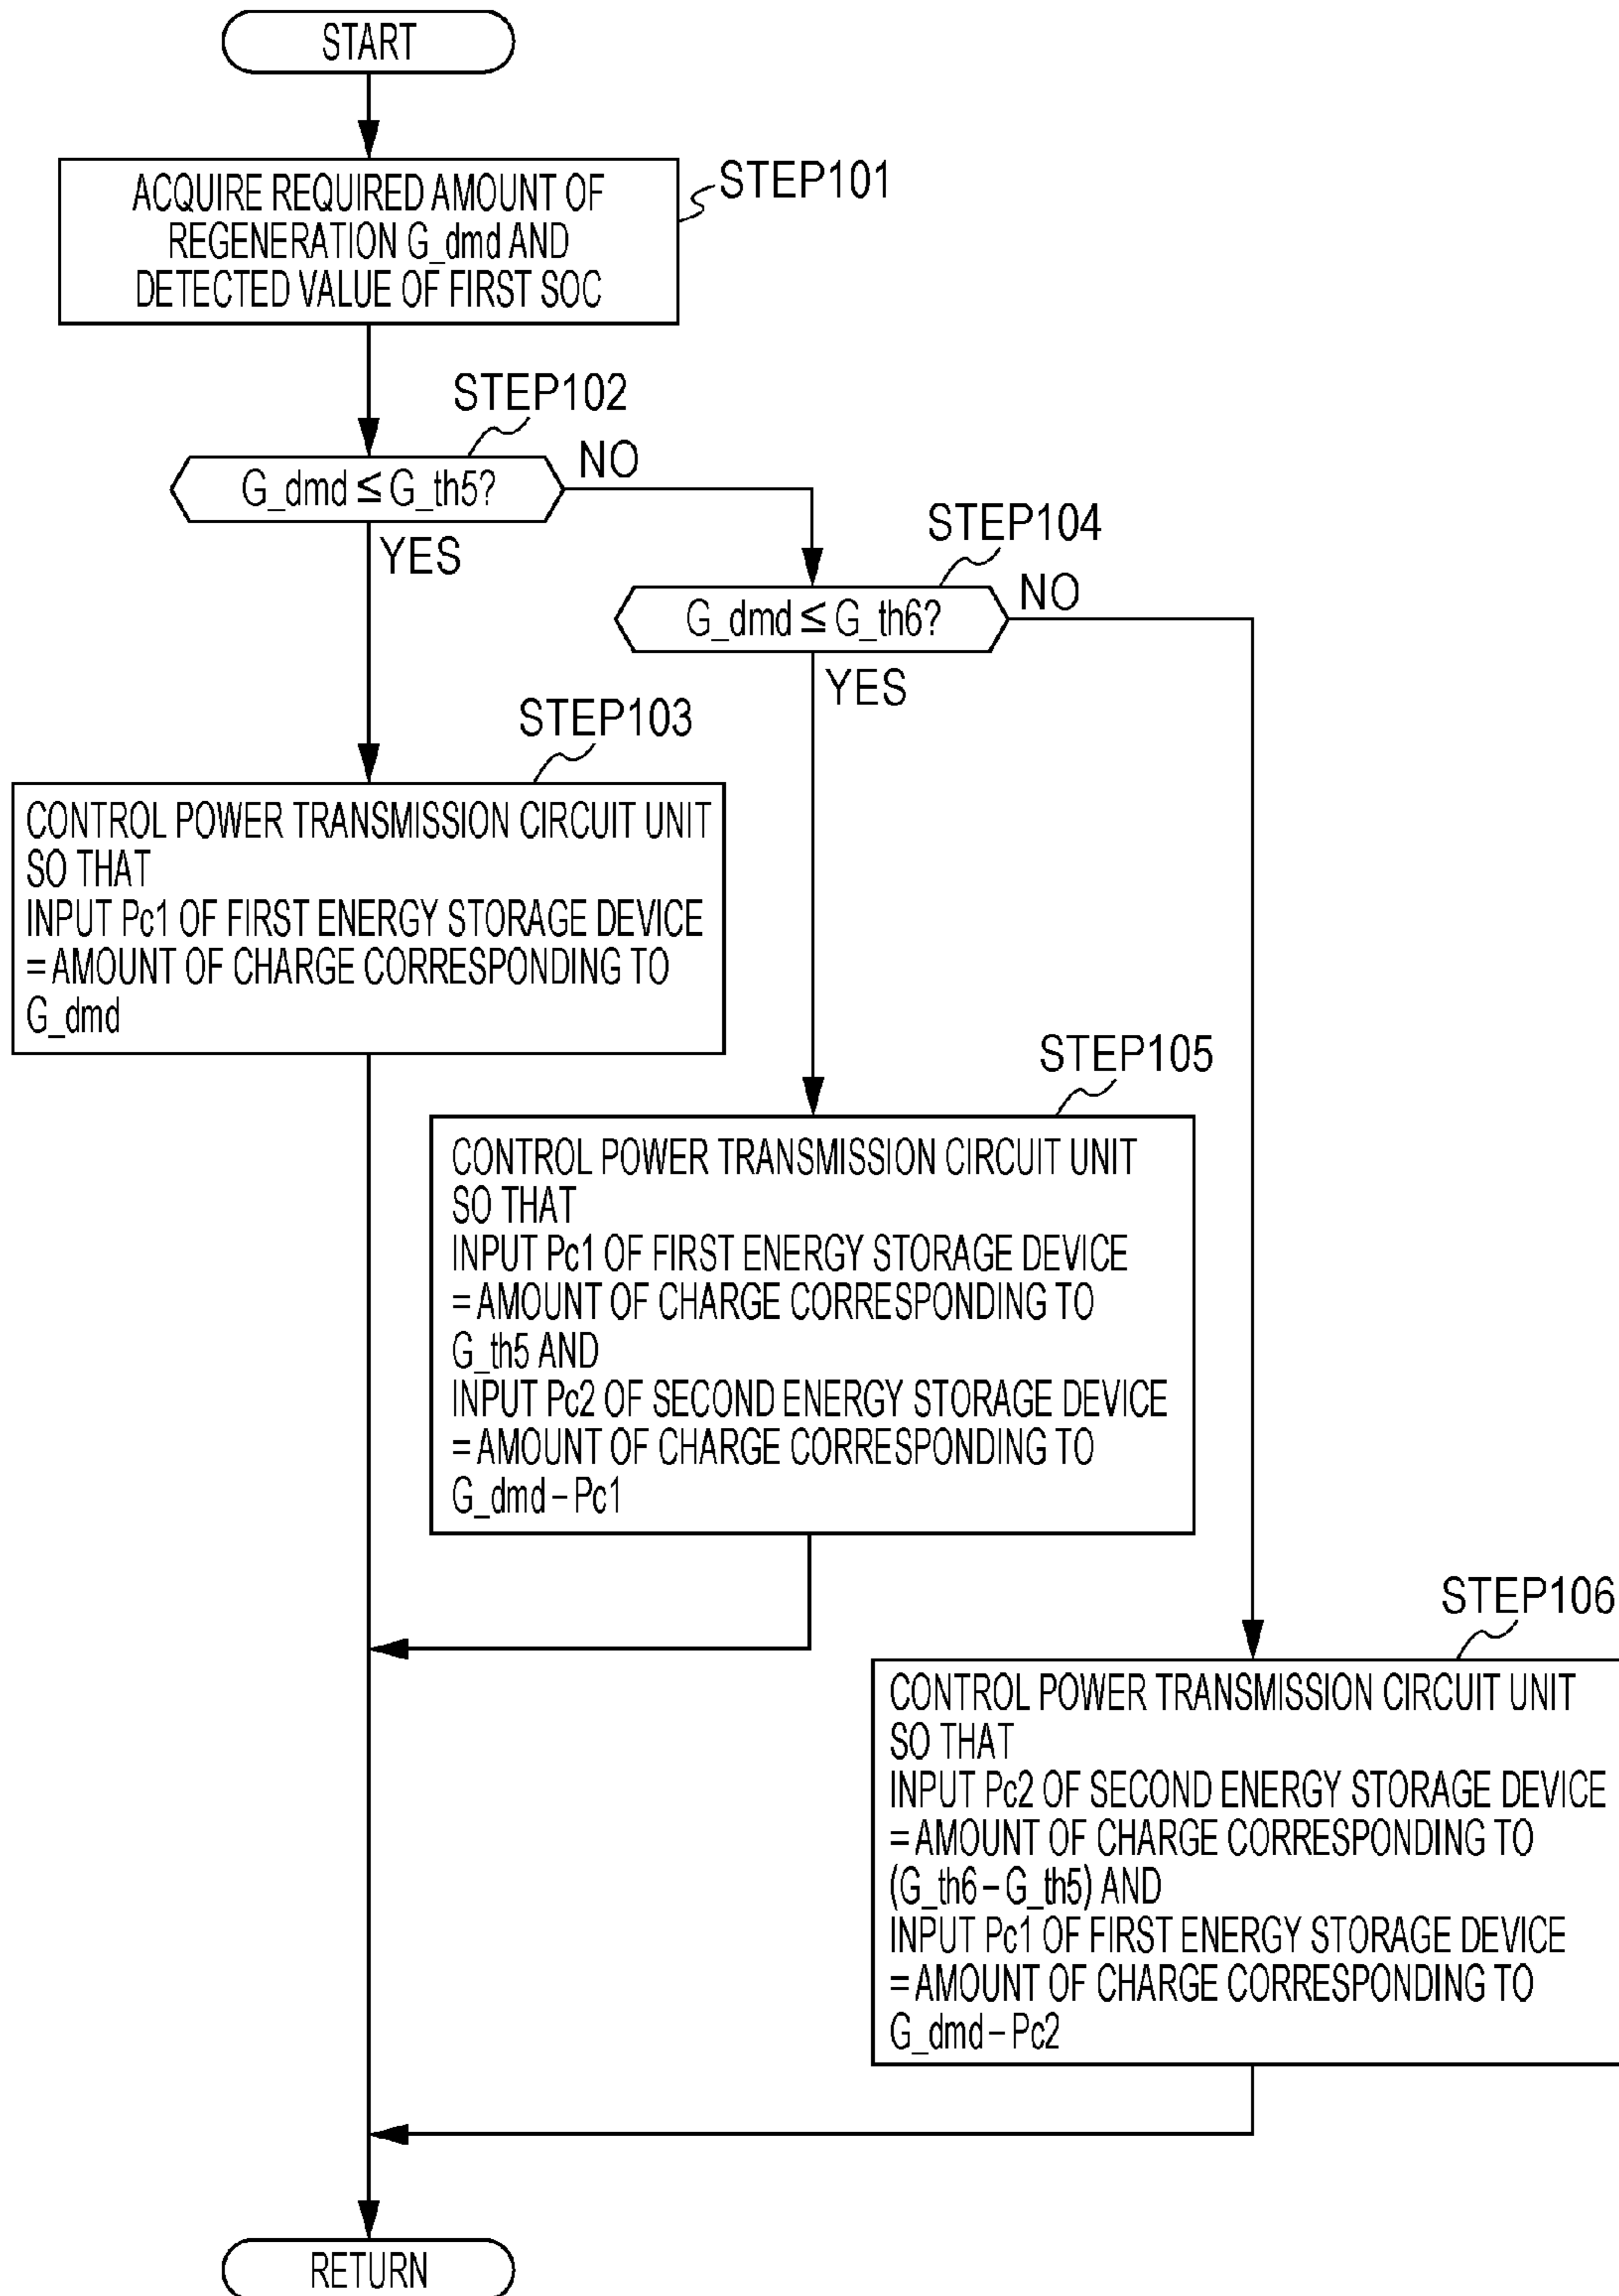 START
ACQUIRE REQUIRED AMOUNT OF
REGENERATION G_dmd AND
DETECTED VALUE OF FIRST SOC
STEP101
STEP102
G_dmd ≤ G_th5?
NO
YES
STEP104
G_dmd ≤ G_th6?
NO
YES
STEP103
CONTROL POWER TRANSMISSION CIRCUIT UNIT
SO THAT
INPUT Pc1 OF FIRST ENERGY STORAGE DEVICE
= AMOUNT OF CHARGE CORRESPONDING TO
G_dmd
STEP105
CONTROL POWER TRANSMISSION CIRCUIT UNIT
SO THAT
INPUT Pc1 OF FIRST ENERGY STORAGE DEVICE
= AMOUNT OF CHARGE CORRESPONDING TO
G_th5 AND
INPUT Pc2 OF SECOND ENERGY STORAGE DEVICE
= AMOUNT OF CHARGE CORRESPONDING TO
G_dmd – Pc1
STEP106
CONTROL POWER TRANSMISSION CIRCUIT UNIT
SO THAT
INPUT Pc2 OF SECOND ENERGY STORAGE DEVICE
= AMOUNT OF CHARGE CORRESPONDING TO
(G_th6 – G_th5) AND
INPUT Pc1 OF FIRST ENERGY STORAGE DEVICE
= AMOUNT OF CHARGE CORRESPONDING TO
G_dmd – Pc2
RETURN